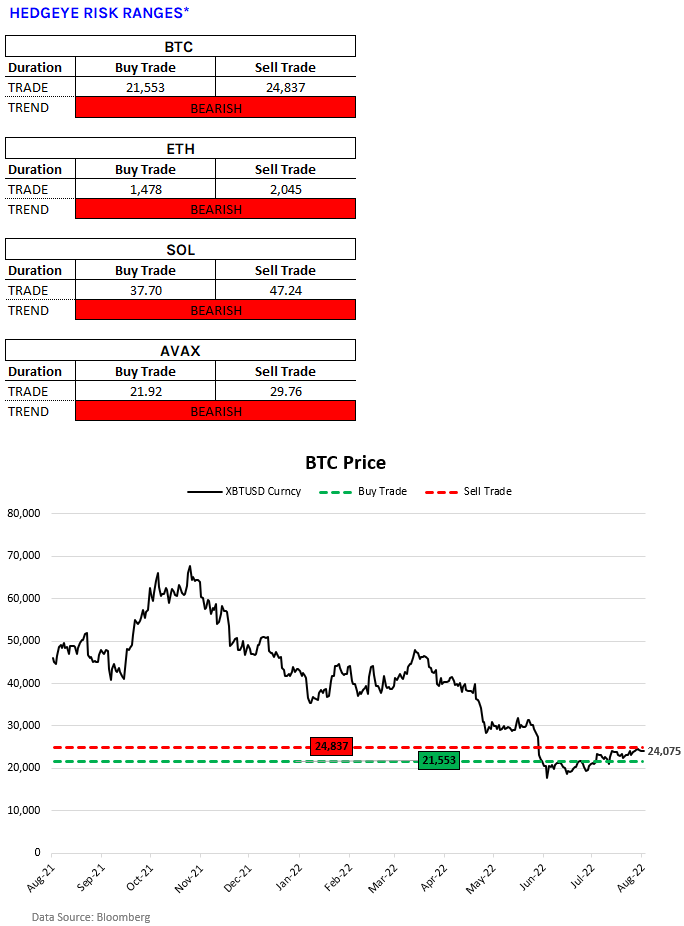 HEDGEYE RISK RANGES*
BTC
Duration Buy Trade Sell Trade
TRADE 21,553 24,837
TREND BEARISH
ETH
Duration Buy Trade Sell Trade
TRADE 1,478 2,045
TREND BEARISH
SOL
Duration Buy Trade Sell Trade
TRADE 37.70 47.24
TREND BEARISH
AVAX
Duration Buy Trade Sell Trade
TRADE 21.92 29.76
TREND BEARISH
BTC Price
XBTUSD Curncy Buy Trade Sell Trade
80,000
70,000
60,000
50,000
40,000
30,000
24,837
24,075
21,553
20,000
10,000
0
Aug-21 Sep-21 Oct-21 Nov-21 Dec-21 Jan-22 Feb-22 Mar-22 Apr-22 May-22 Jun-22 Jul-22 Aug-22
Data Source: Bloomberg